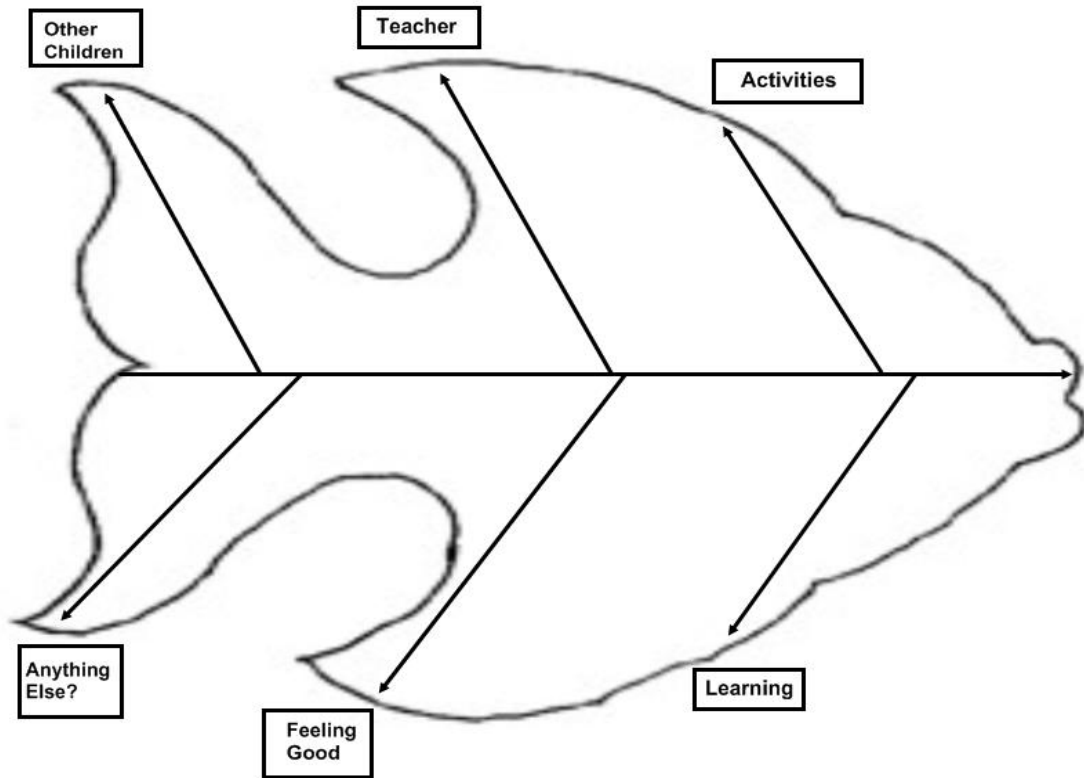 Other
Children
Teacher
Activities
Anything
Else?
Feeling
Good
Learning